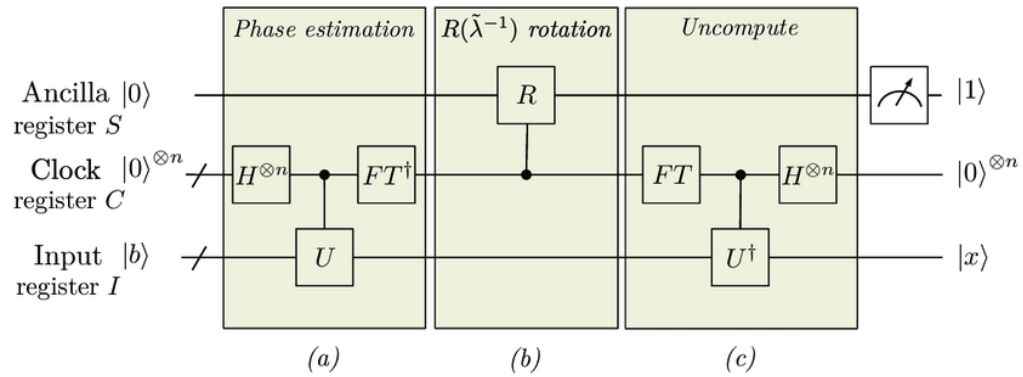 Phase estimation
R(λ̃⁻¹) rotation
Uncompute
Ancilla |0⟩
register S
R
|1⟩
Clock |0⟩^{⊗n}
register C
H^{⊗n}
FT†
FT
H^{⊗n}
|0⟩^{⊗n}
Input |b⟩
register I
U
U†
|x⟩
(a)
(b)
(c)